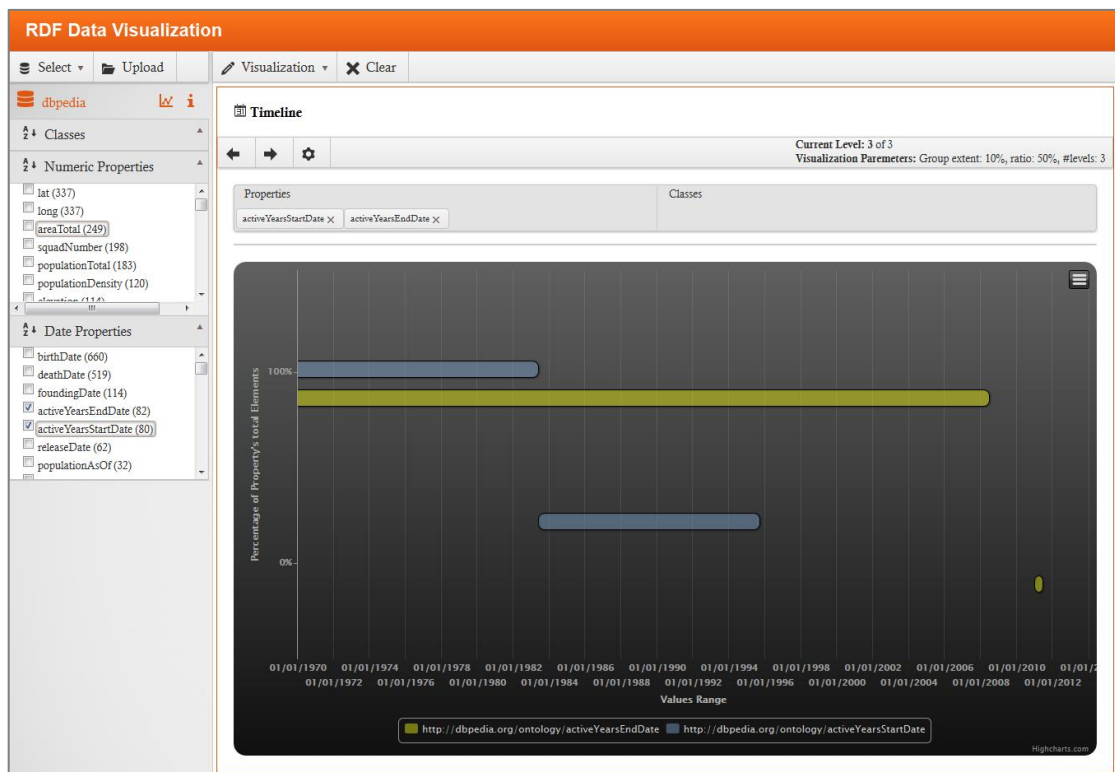 RDF Data Visualization
Select Upload Visualization Clear
dbpedia
Timeline
Classes
Current Level: 3 of 3
Visualization Paremeters: Group extent: 10%, ratio: 50%, #levels: 3
Numeric Properties
lat (337)
long (337)
areaTotal (249)
squadNumber (198)
populationTotal (183)
populationDensity (120)
elevation (114)
Properties Classes
activeYearsStartDate activeYearsEndDate
Date Properties
birthDate (660)
deathDate (519)
foundingDate (114)
activeYearsEndDate (82)
activeYearsStartDate (80)
releaseDate (62)
populationAsOf (32)
Percentage of Property's total Elements
100%
0%
01/01/1970 01/01/1974 01/01/1978 01/01/1982 01/01/1986 01/01/1990 01/01/1994 01/01/1998 01/01/2002 01/01/2006 01/01/2010
01/01/1972 01/01/1976 01/01/1980 01/01/1984 01/01/1988 01/01/1992 01/01/1996 01/01/2000 01/01/2004 01/01/2008 01/01/2012
Values Range
http://dbpedia.org/ontology/activeYearsEndDate http://dbpedia.org/ontology/activeYearsStartDate
Highcharts.com